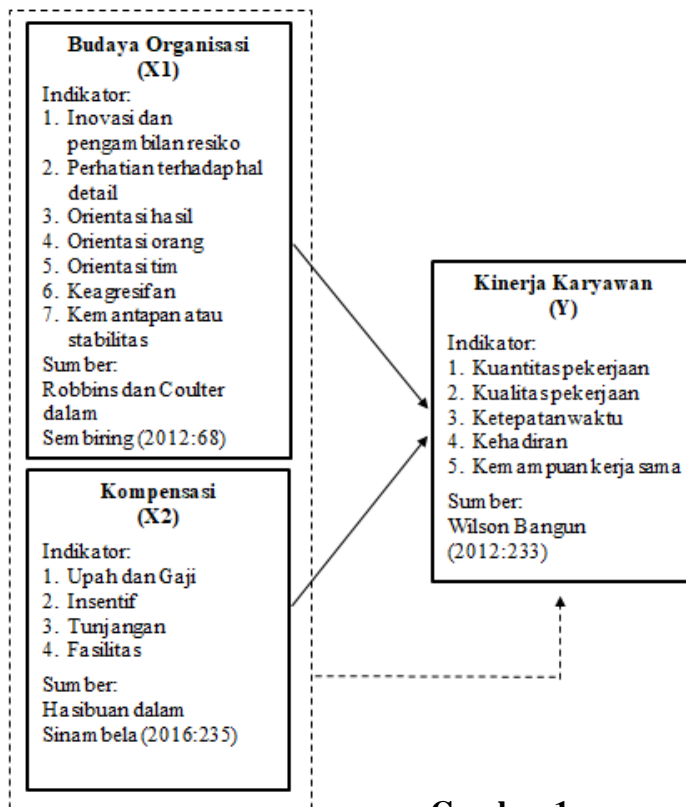 Budaya Organisasi
(X1)
Indikator:
1. Inovasi dan
pengambilan resiko
2. Perhatian terhadap hal
detail
3. Orientasi hasil
4. Orientasi orang
5. Orientasi tim
6. Keagresifan
7. Kemantapan atau
stabilitas
Sumber:
Robbins dan Coulter
dalam
Sembiring (2012:68)
Kompensasi
(X2)
Indikator:
1. Upah dan Gaji
2. Insentif
3. Tunjangan
4. Fasilitas
Sumber:
Hasibuan dalam
Sinambela (2016:235)
Kinerja Karyawan
(Y)
Indikator:
1. Kuantitas pekerjaan
2. Kualitas pekerjaan
3. Ketepatan waktu
4. Kehadiran
5. Kemampuan kerja sama
Sumber:
Wilson Bangun
(2012:233)